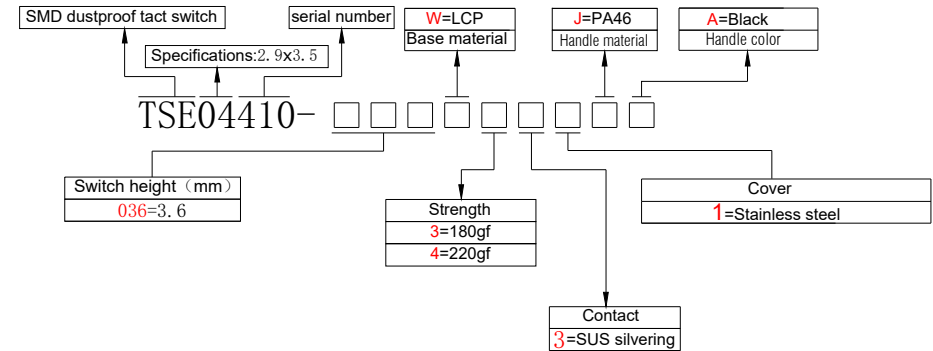 SMD dustproof tact switch
serial number
W=LCP
Base material
J=PA46
Handle material
A=Black
Handle color
Specifications:2.9x3.5
TSE04410-□□□□□□□□□
Switch height（mm）
036=3.6
Strength
3=180gf
4=220gf
Cover
1=Stainless steel
Contact
3=SUS silvering